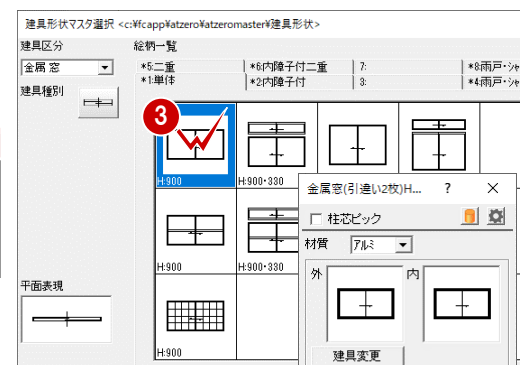 建具形状マスタ選択 <c:¥fcapp¥atzero¥atzeromaster¥建具形状>
建具区分
絵柄一覧
金属窓
*5:二重
*6:内障子付二重
7:
*8:雨戸・シャ
*1:単体
*2:内障子付
3:
*4:雨戸・シャ
建具種別
3
H:900
H:900・330
金属窓(引違い2枚)H... ? ×
柱芯ピック
材質
アルミ
H:900
H:900・330
外
内
平面表現
H:900
建具変更